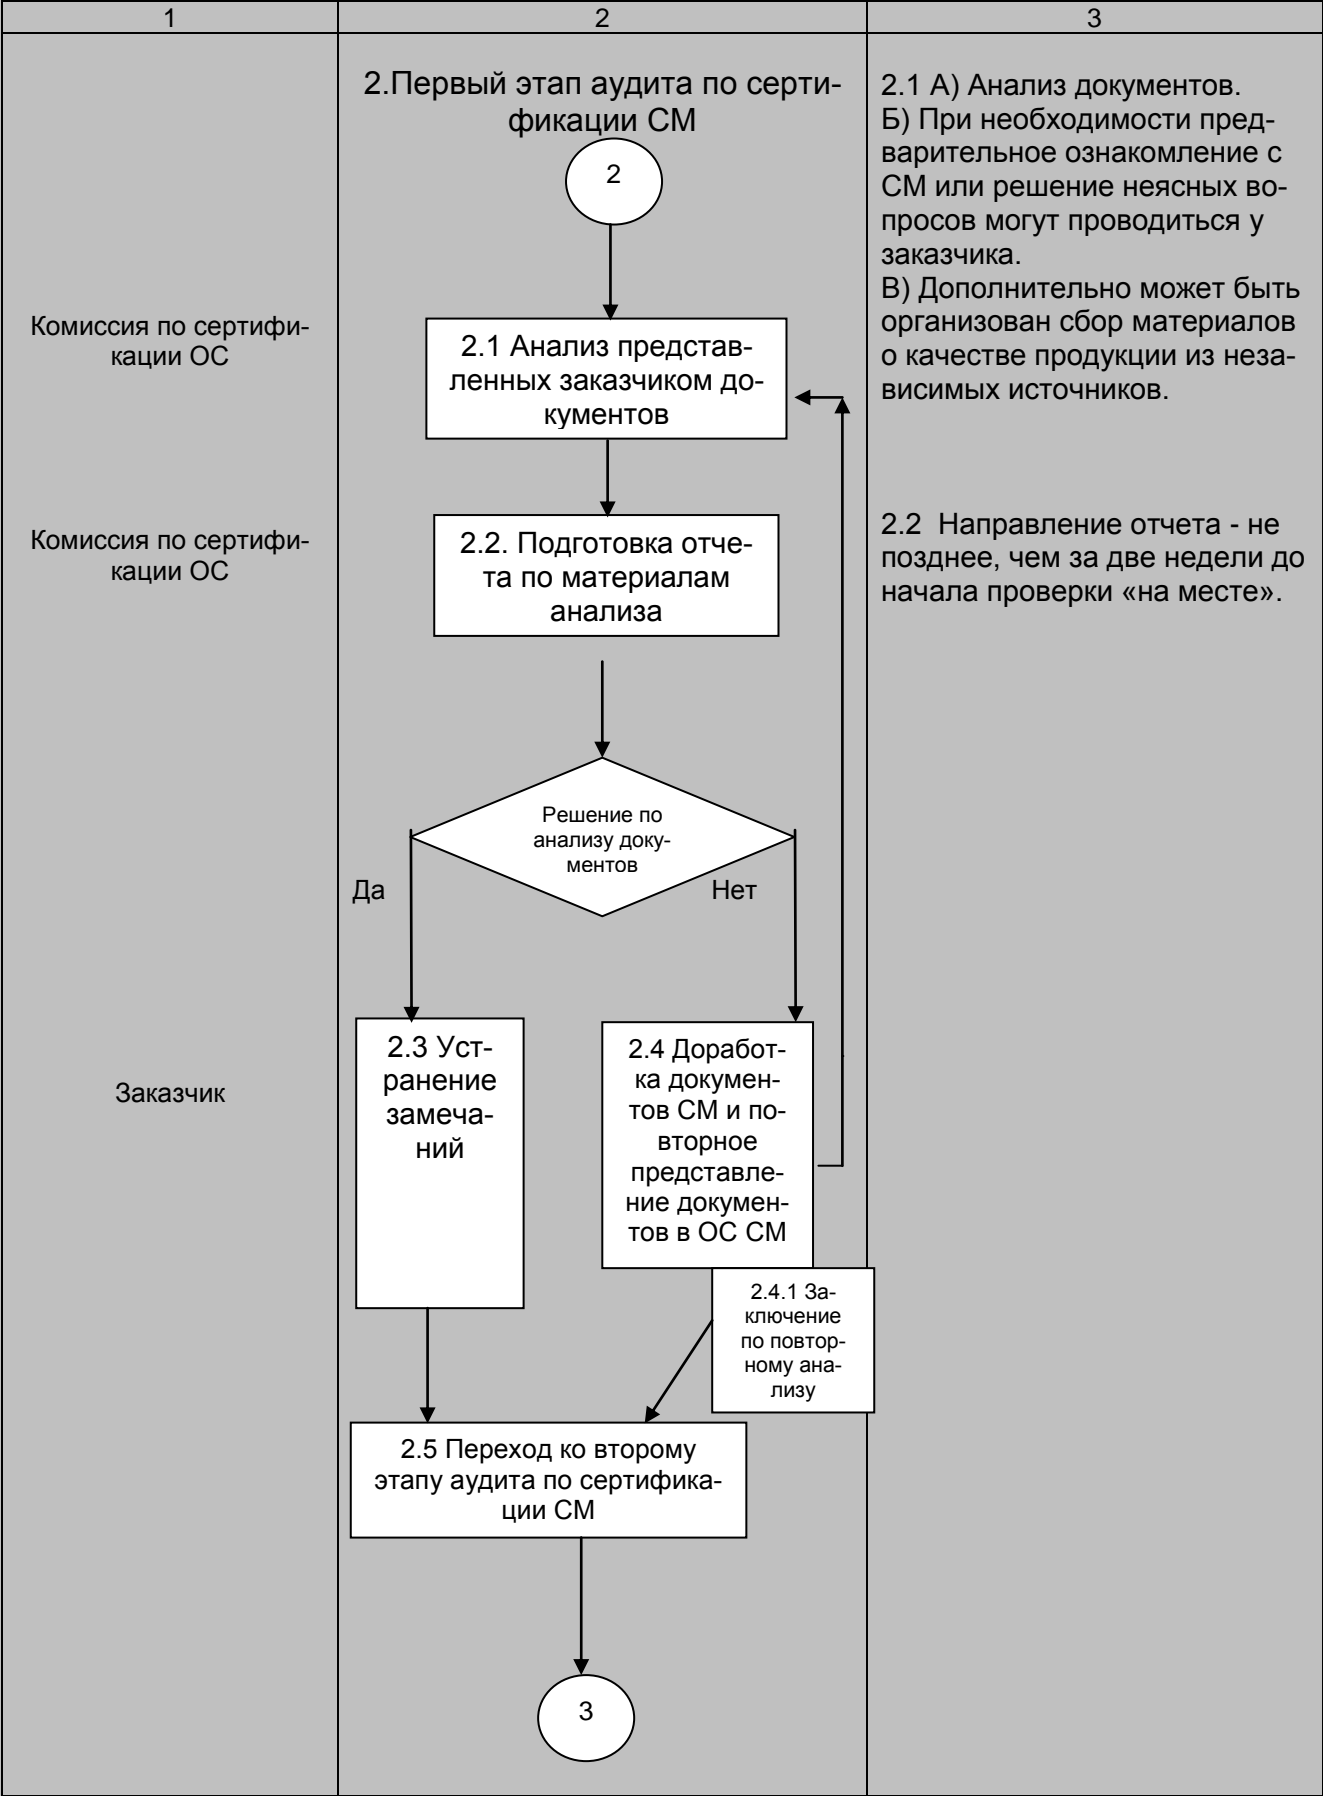 1
2
3
2.Первый этап аудита по серти-
фикации СМ
2
2.1 А) Анализ документов.
Б) При необходимости пред-
варительное ознакомление с
СМ или решение неясных во-
просов могут проводиться у
заказчика.
В) Дополнительно может быть
организован сбор материалов
о качестве продукции из неза-
висимых источников.
Комиссия по сертифи-
кации ОС
2.1 Анализ представ-
ленных заказчиком до-
кументов
Комиссия по сертифи-
кации ОС
2.2. Подготовка отче-
та по материалам
анализа
2.2  Направление отчета - не
позднее, чем за две недели до
начала проверки «на месте».
Решение по
анализу доку-
ментов
Да
Нет
Заказчик
2.3 Уст-
ранение
замеча-
ний
2.4 Доработ-
ка докумен-
тов СМ и по-
вторное
представле-
ние докумен-
тов в ОС СМ
2.4.1 За-
ключение
по повтор-
ному ана-
лизу
2.5 Переход ко второму
этапу аудита по сертифика-
ции СМ
3